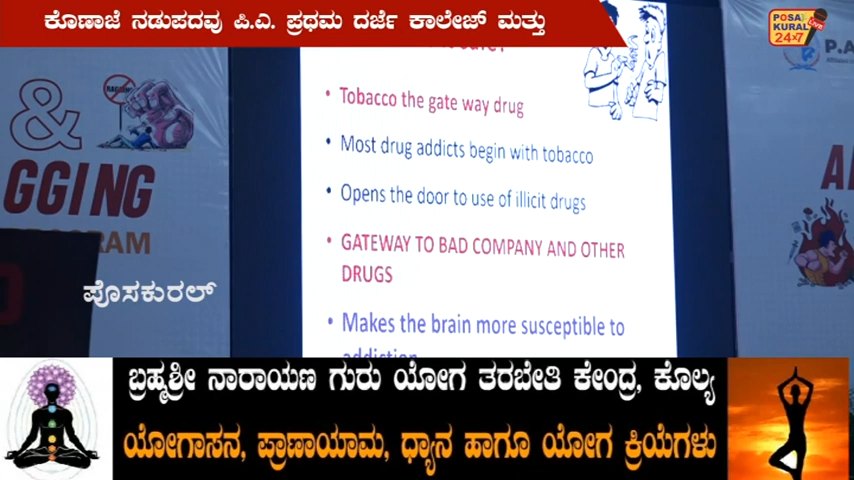 ಕೊಣಾಜೆ ನಡುಪದವು ಪಿ.ಎ. ಪ್ರಥಮ ದರ್ಜೆ ಕಾಲೇಜ್ ಮತ್ತು
POSA
KURAL
24x7
Live
P.A
&
GGING
Tobacco the gate way drug
Most drug addicts begin with tobacco
Opens the door to use of illicit drugs
GATEWAY TO BAD COMPANY AND OTHER
DRUGS
Makes the brain more susceptible to
ಪೊಸಕುರಲ್
ಬ್ರಹ್ಮಶ್ರೀ ನಾರಾಯಣ ಗುರು ಯೋಗ ತರಬೇತಿ ಕೇಂದ್ರ, ಕೊಲ್ಯ
ಯೋಗಾಸನ, ಪ್ರಾಣಾಯಾಮ, ಧ್ಯಾನ ಹಾಗೂ ಯೋಗ ಕ್ರಿಯೆಗಳು